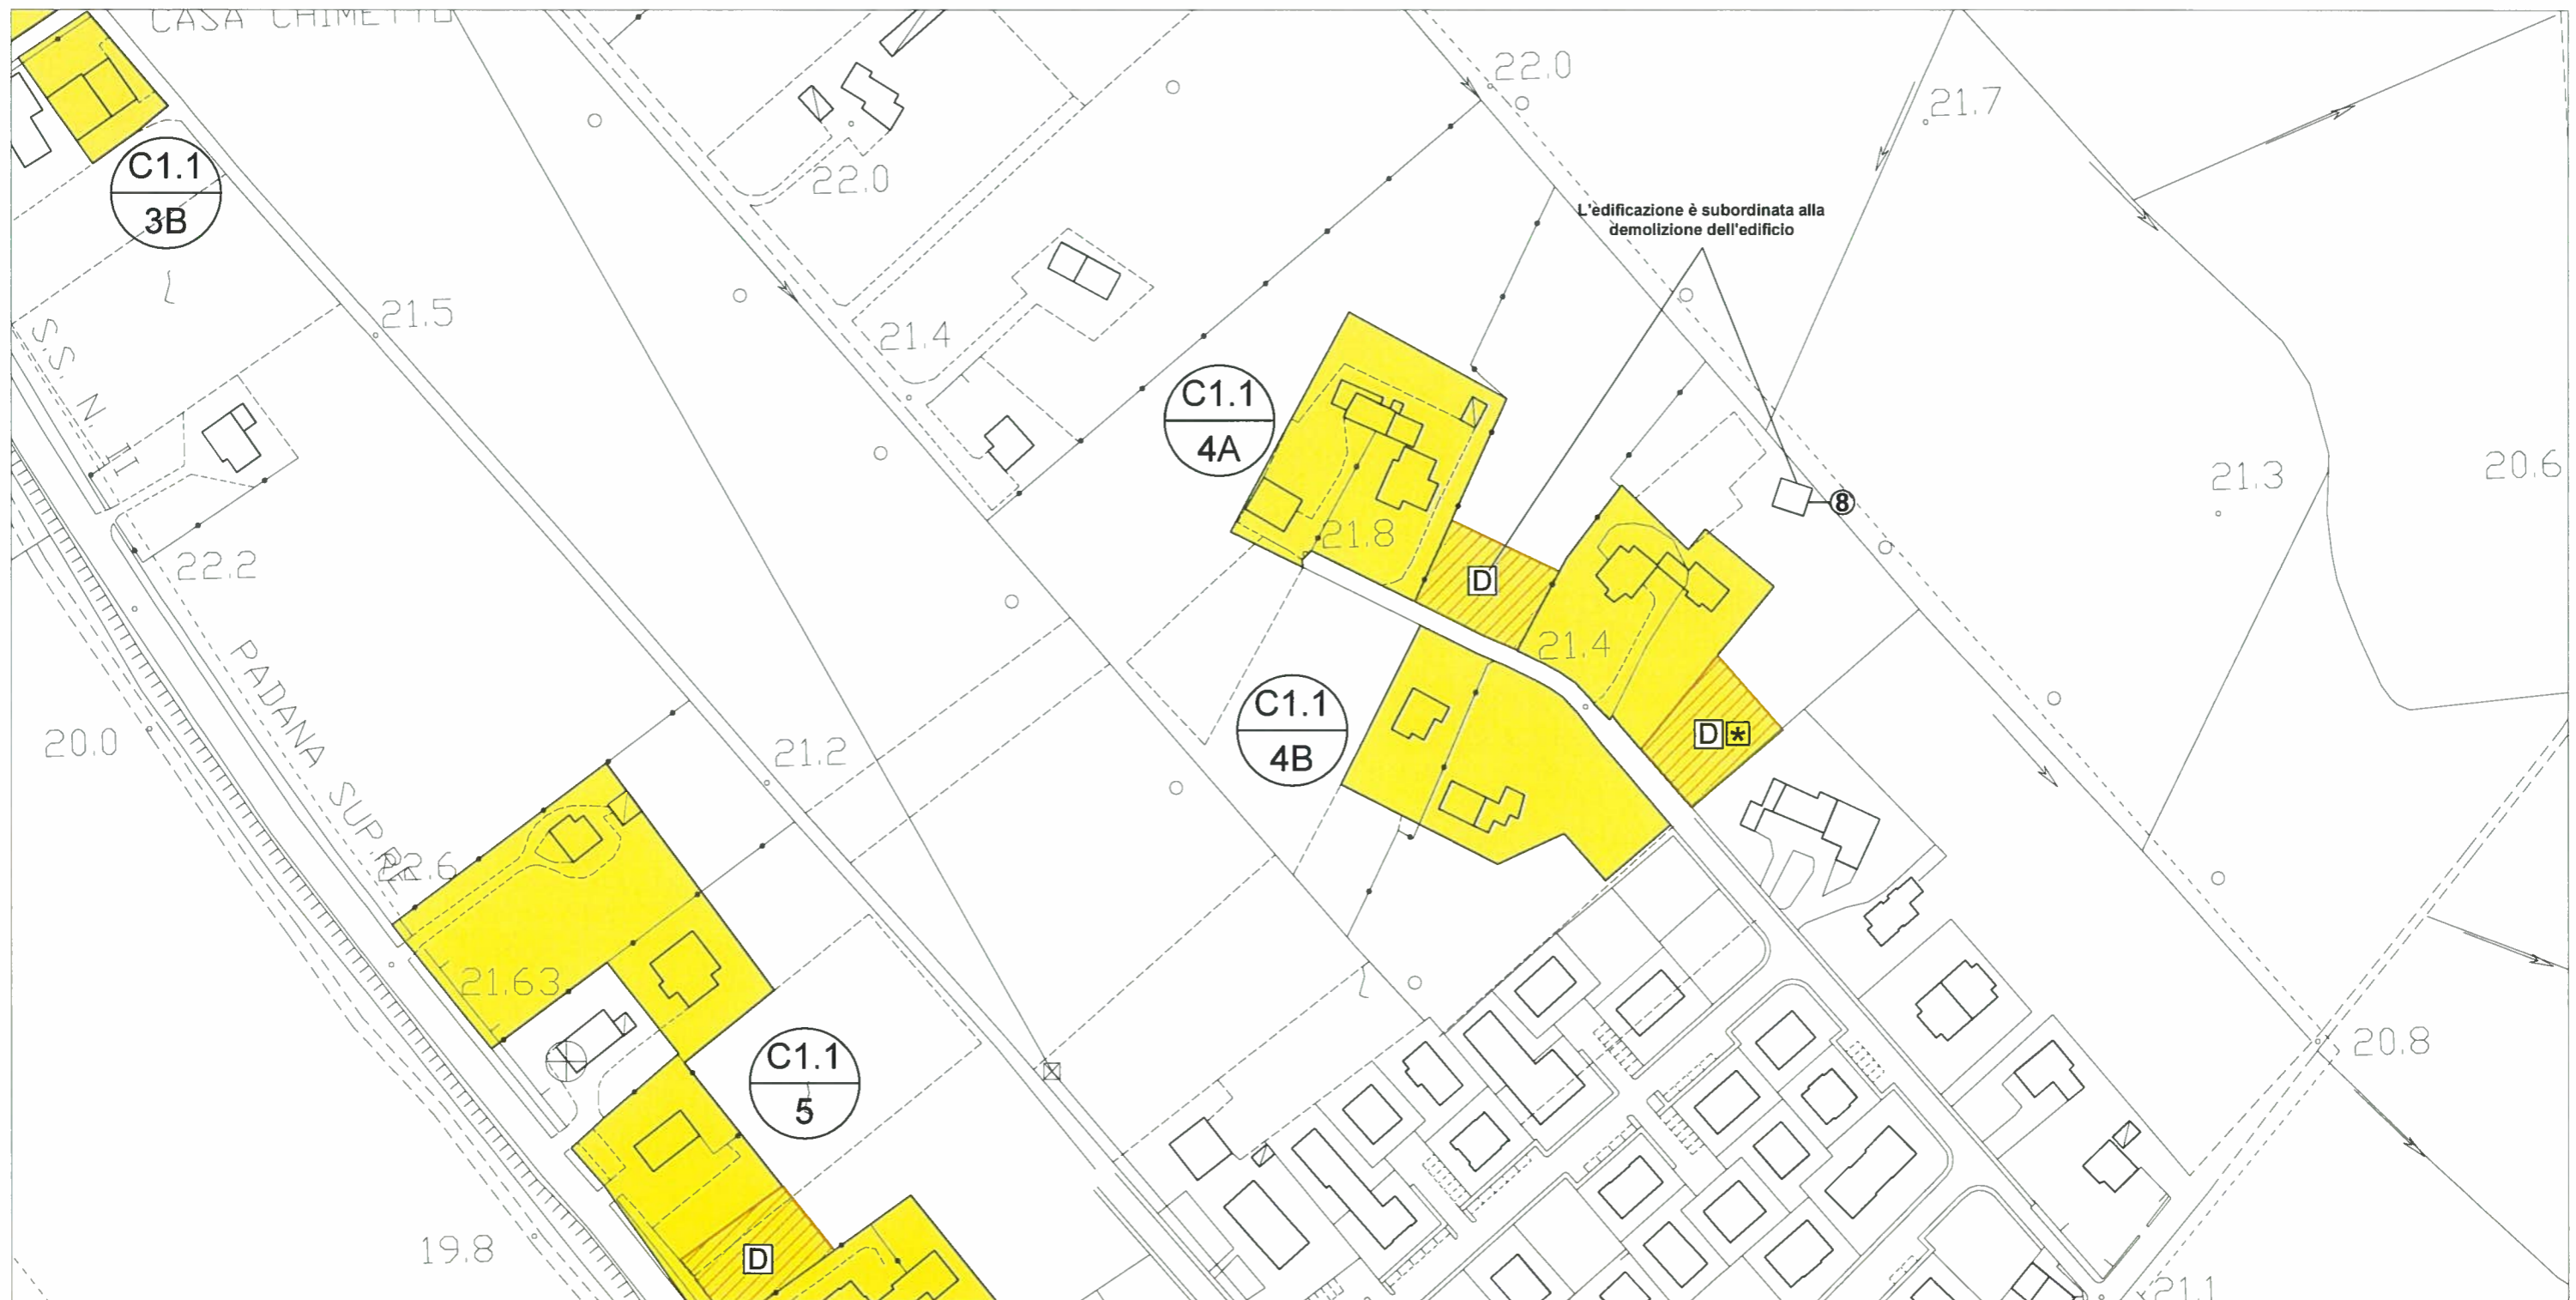 CASA CHIMETTO
22.0
21.7
C1.1
3B
22.0
L'edificazione è subordinata alla
demolizione dell'edificio
21.5
21.4
S.S. N. 11
C1.1
4A
21.3
20.6
8
21.8
22.2
D
21.4
PADANA SUP.RE
C1.1
4B
20.0
21.2
D *
22.6
21.63
C1.1
5
20.8
19.8
D
21.1